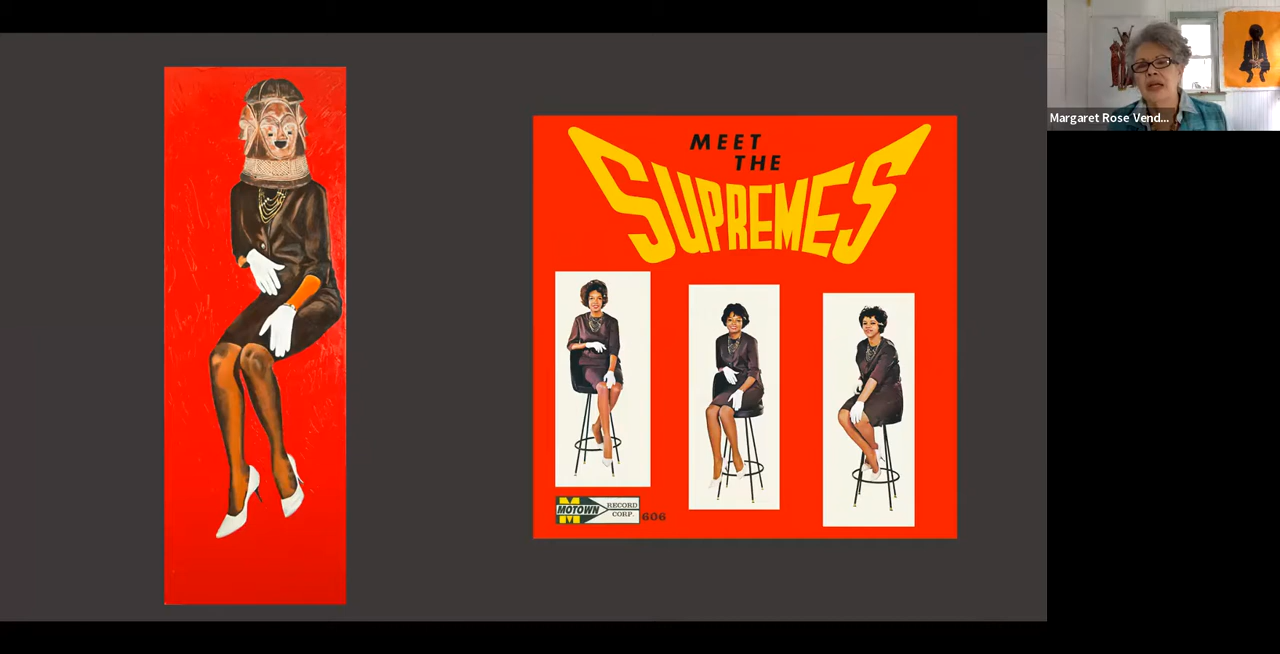 MEET
THE
SUPREMES
MOTOWN
RECORD
CORP.
606
Margaret Rose Vend...